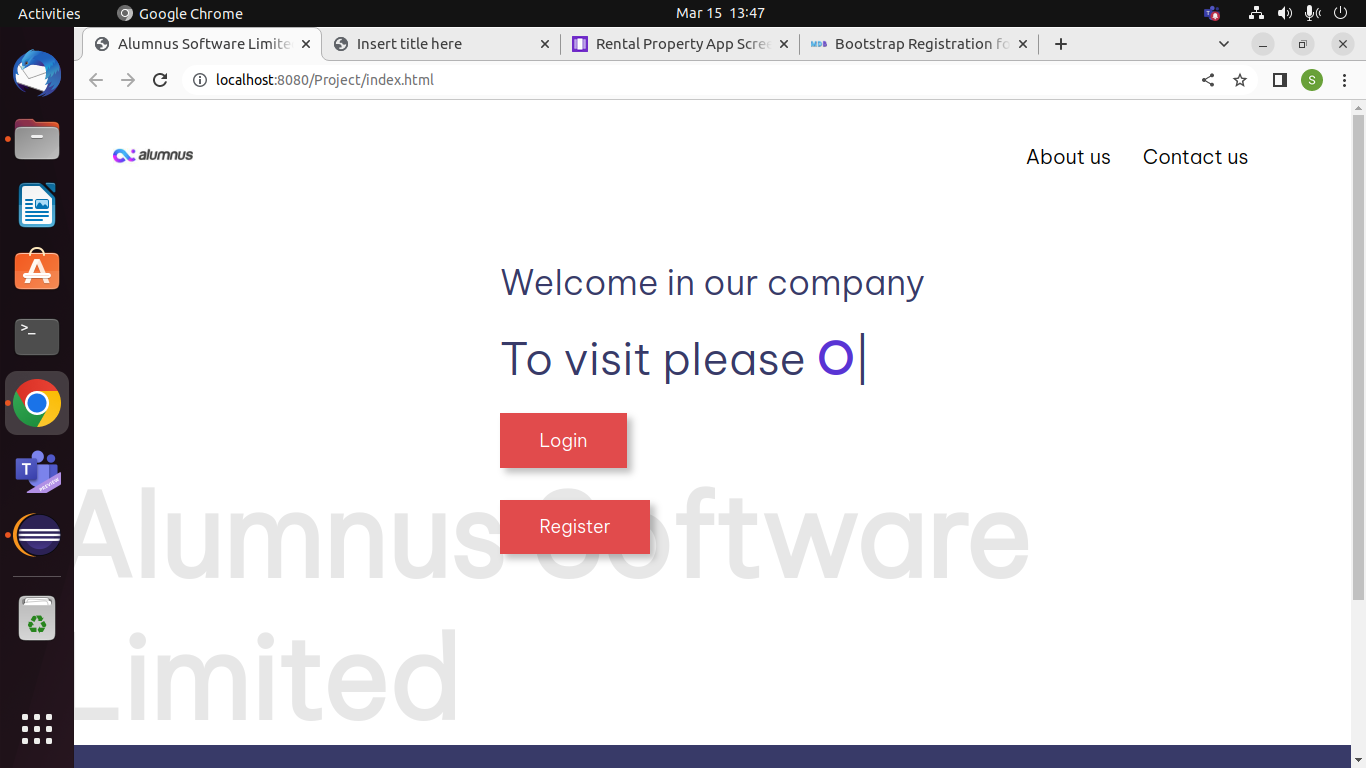 Activities
Google Chrome
Mar 15 13:47
Alumnus Software Limite
Insert title here
Rental Property App Scre
Bootstrap Registration fo
localhost:8080/Project/index.html
S
alumnus
About us
Contact us
Welcome in our company
To visit please O|
Login
Register
Alumnus Software
Limited